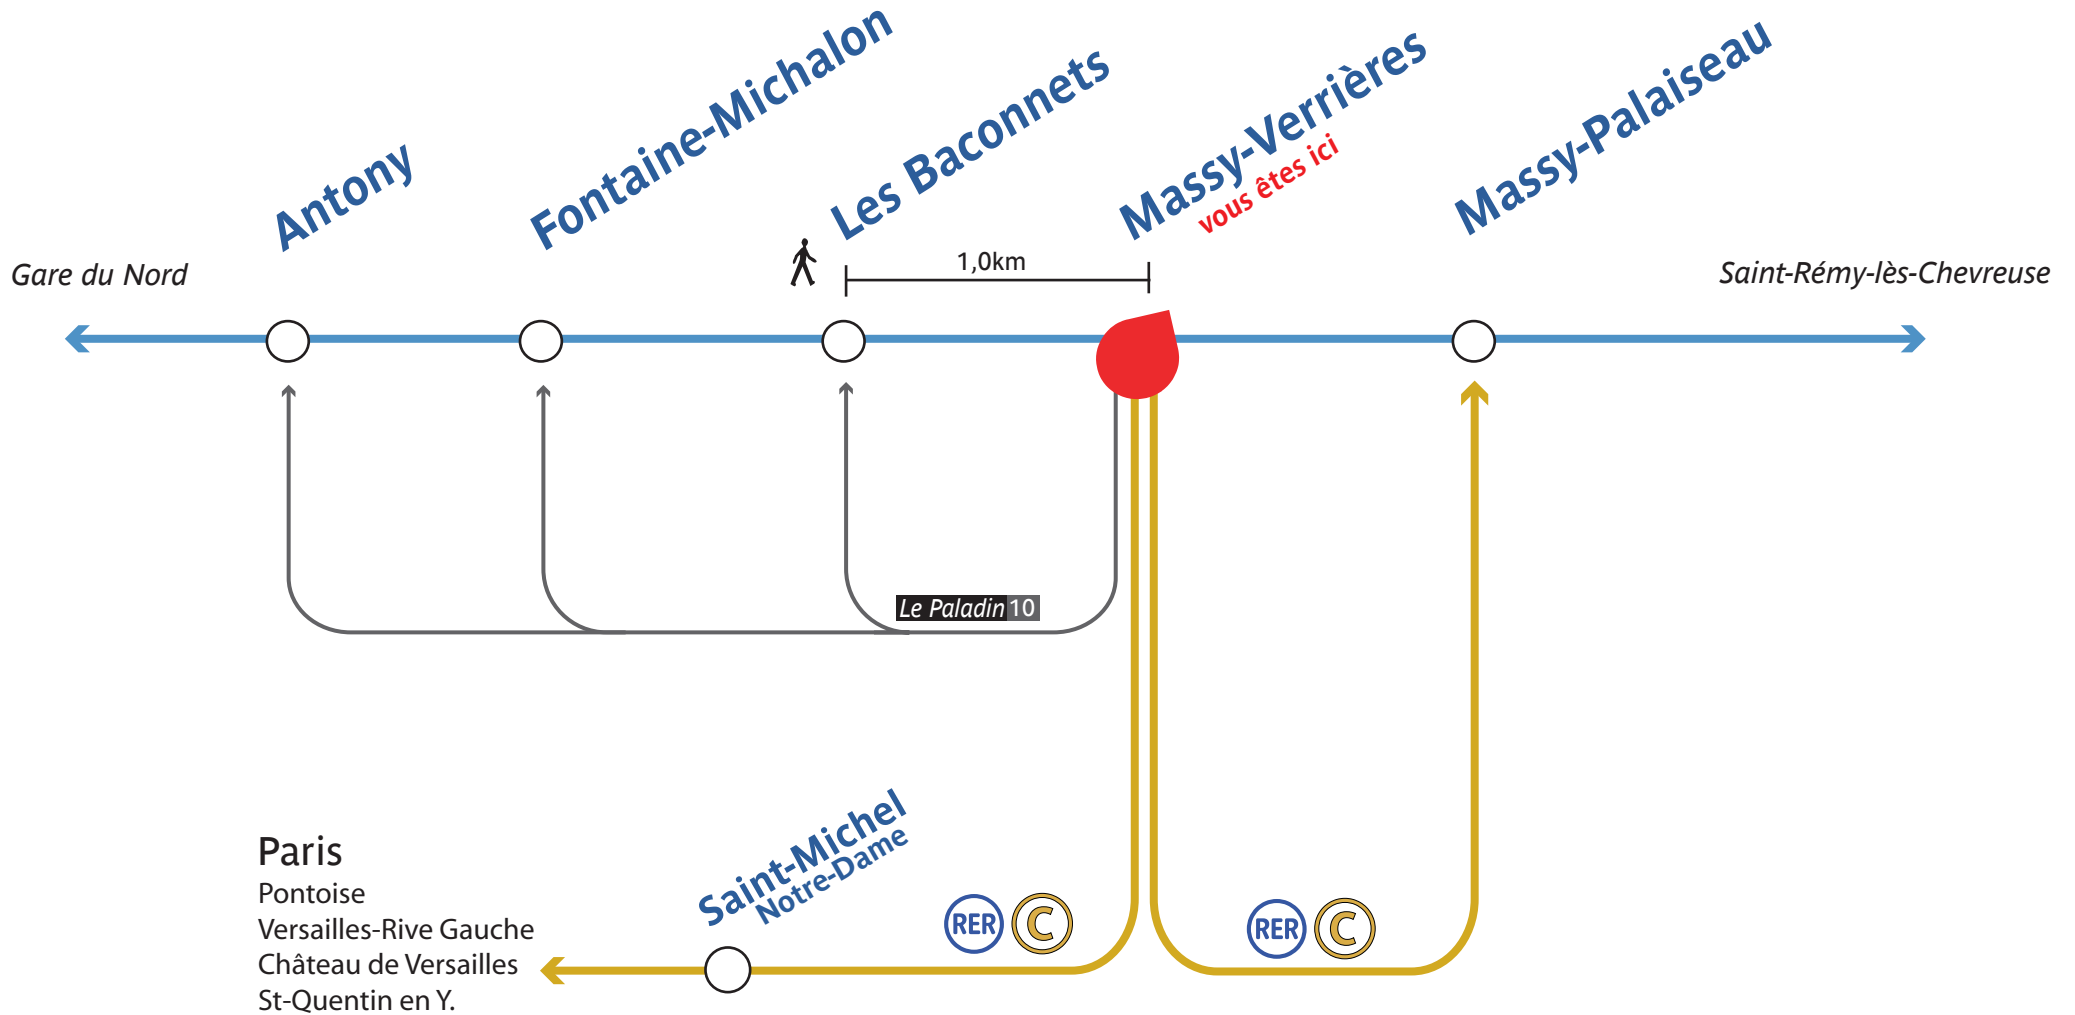 Antony
Fontaine-Michalon
Les Baconnets
Massy-Verrières
vous êtes ici
Massy-Palaiseau
Gare du Nord
1,0km
Saint-Rémy-lès-Chevreuse
Le Paladin 10
Saint-Michel
Notre-Dame
RER C
RER C
Paris
Pontoise
Versailles-Rive Gauche
Château de Versailles
St-Quentin en Y.